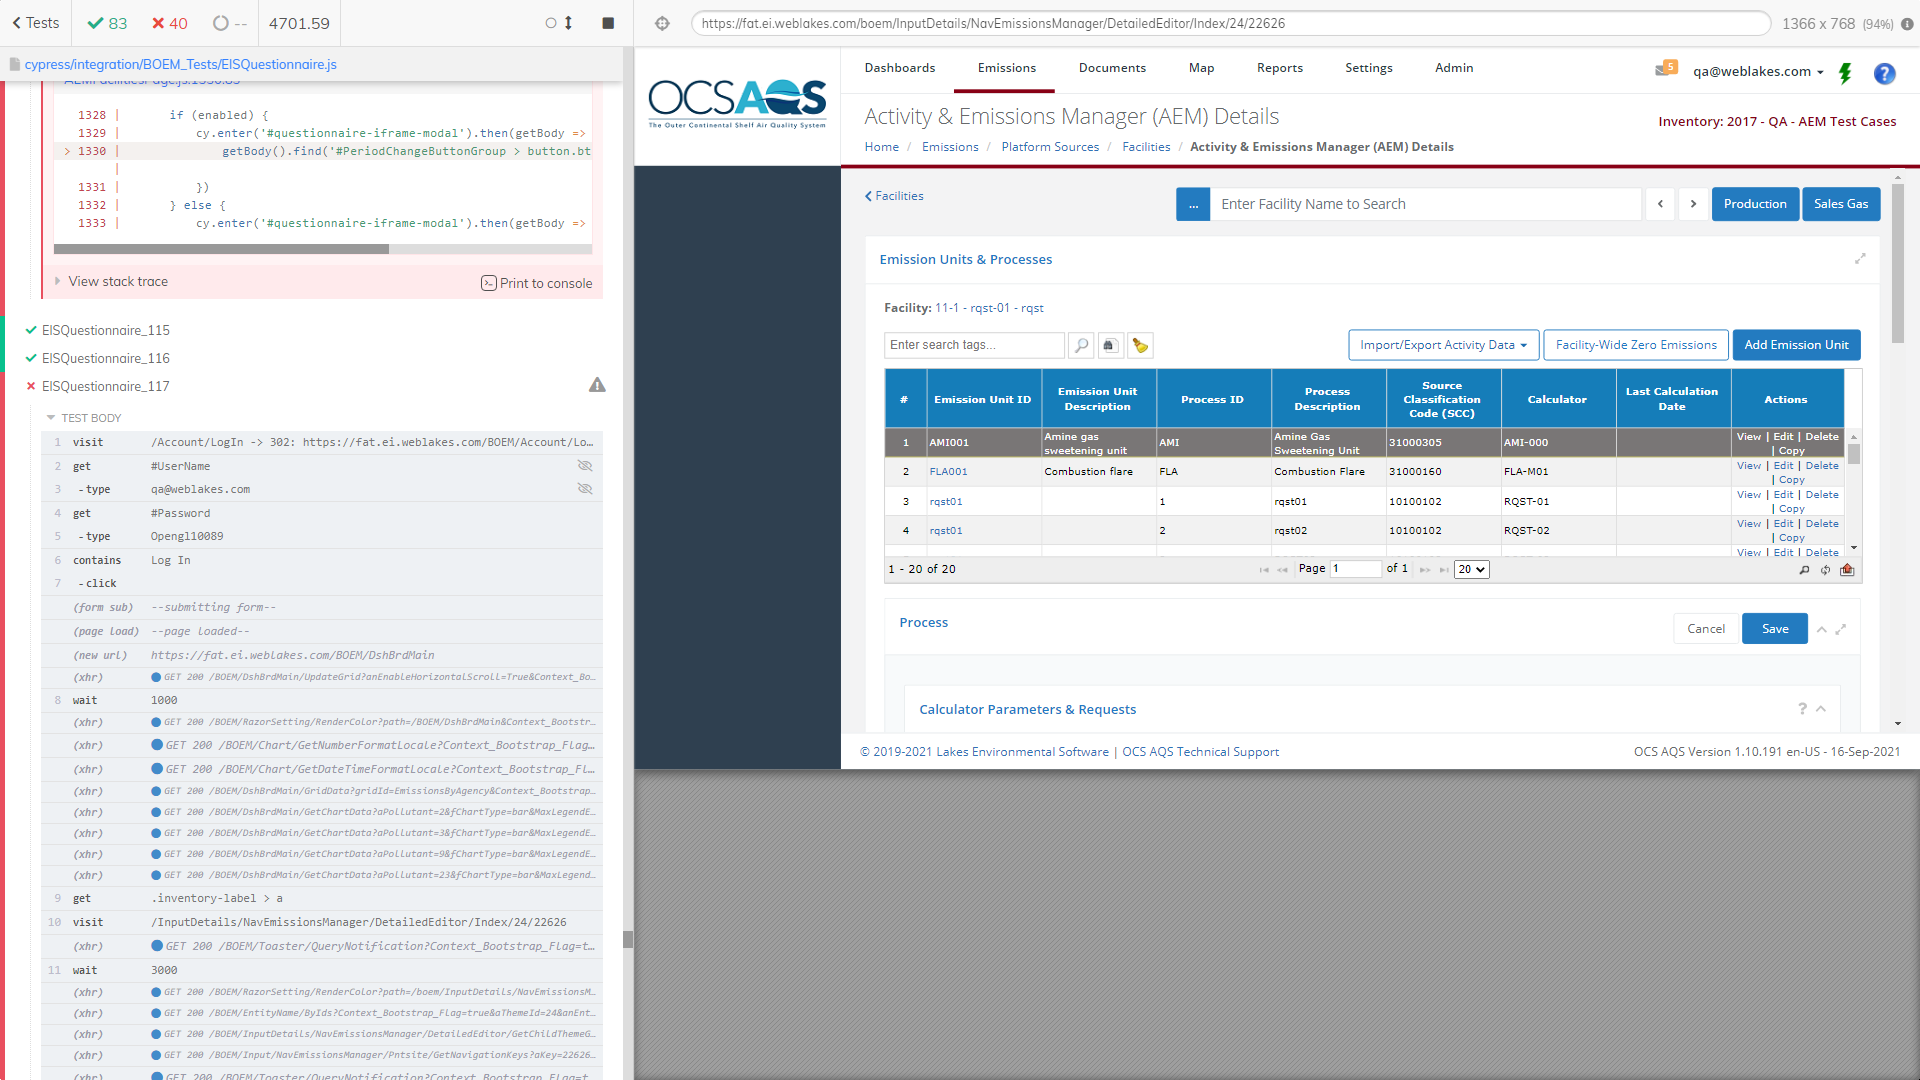 Tests
83
40
--
4701.59
cypress/integration/BOEM_Tests/EISQuestionnaire.js
1328 | if (enabled) {
1329 | cy.enter('#questionnaire-iframe-modal').then(getBody =>
> 1330 | getBody().find('#PeriodChangeButtonGroup > button.bt
|
1331 | })
1332 | } else {
1333 | cy.enter('#questionnaire-iframe-modal').then(getBody =>
View stack trace
Print to console
EISQuestionnaire_115
EISQuestionnaire_116
EISQuestionnaire_117
TEST BODY
1 visit /Account/LogIn -> 302: https://fat.ei.weblakes.com/BOEM/Account/Lo...
2 get #UserName
3 -type qa@weblakes.com
4 get #Password
5 -type Opengl10089
6 contains Log In
7 -click
(form sub) --submitting form--
(page load) --page loaded--
(new url) https://fat.ei.weblakes.com/BOEM/DshBrdMain
(xhr) GET 200 /BOEM/DshBrdMain/UpdateGrid?anEnableHorizontalScroll=True&Context_Bo...
8 wait 1000
(xhr) GET 200 /BOEM/RazorSetting/RenderColor?path=/BOEM/DshBrdMain&Context_Bootstr...
(xhr) GET 200 /BOEM/Chart/GetNumberFormatLocale?Context_Bootstrap_Flag...
(xhr) GET 200 /BOEM/Chart/GetDateTimeFormatLocale?Context_Bootstrap_Fl...
(xhr) GET 200 /BOEM/DshBrdMain/GridData?gridId=EmissionsByAgency&Context_Bootstrap...
(xhr) GET 200 /BOEM/DshBrdMain/GetChartData?aPollutant=2&fChartType=bar&MaxLegendE...
(xhr) GET 200 /BOEM/DshBrdMain/GetChartData?aPollutant=3&fChartType=bar&MaxLegendE...
(xhr) GET 200 /BOEM/DshBrdMain/GetChartData?aPollutant=9&fChartType=bar&MaxLegendE...
(xhr) GET 200 /BOEM/DshBrdMain/GetChartData?aPollutant=23&fChartType=bar&MaxLegend...
9 get .inventory-label > a
10 visit /InputDetails/NavEmissionsManager/DetailedEditor/Index/24/22626
(xhr) GET 200 /BOEM/Toaster/QueryNotification?Context_Bootstrap_Flag=t...
11 wait 3000
(xhr) GET 200 /BOEM/RazorSetting/RenderColor?path=/boem/InputDetails/NavEmissionsM...
(xhr) GET 200 /BOEM/EntityName/ByIds?Context_Bootstrap_Flag=true&aThemeId=24&anEnt...
(xhr) GET 200 /BOEM/InputDetails/NavEmissionsManager/DetailedEditor/GetChildThemeG...
(xhr) GET 200 /BOEM/Input/NavEmissionsManager/Pntsite/GetNavigationKeys?aKey=22626...
(xhr) GET 200 /BOEM/Toaster/QueryNotification?Context_Bootstrap_Flag=t...
https://fat.ei.weblakes.com/boem/InputDetails/NavEmissionsManager/DetailedEditor/Index/24/22626
1366 x 768 (94%)
OCSAQS
The Outer Continental Shelf Air Quality System
Dashboards Emissions Documents Map Reports Settings Admin
5 qa@weblakes.com ?
Activity & Emissions Manager (AEM) Details
Inventory: 2017 - QA - AEM Test Cases
Home / Emissions / Platform Sources / Facilities / Activity & Emissions Manager (AEM) Details
Facilities
... Enter Facility Name to Search
Production
Sales Gas
Emission Units & Processes
Facility: 11-1 - rqst-01 - rqst
Enter search tags...
Import/Export Activity Data
Facility-Wide Zero Emissions
Add Emission Unit
# Emission Unit ID Emission Unit Description Process ID Process Description Source Classification Code (SCC) Calculator Last Calculation Date Actions
1 AMI001 Amine gas sweetening unit AMI Amine Gas Sweetening Unit 31000305 AMI-000 View | Edit | Delete | Copy
2 FLA001 Combustion flare FLA Combustion Flare 31000160 FLA-M01 View | Edit | Delete | Copy
3 rqst01 1 rqst01 10100102 RQST-01 View | Edit | Delete | Copy
4 rqst01 2 rqst02 10100102 RQST-02 View | Edit | Delete | Copy
View | Edit | Delete
1 - 20 of 20
Page 1 of 1 20
Process
Cancel
Save
Calculator Parameters & Requests
?
© 2019-2021 Lakes Environmental Software | OCS AQS Technical Support
OCS AQS Version 1.10.191 en-US - 16-Sep-2021